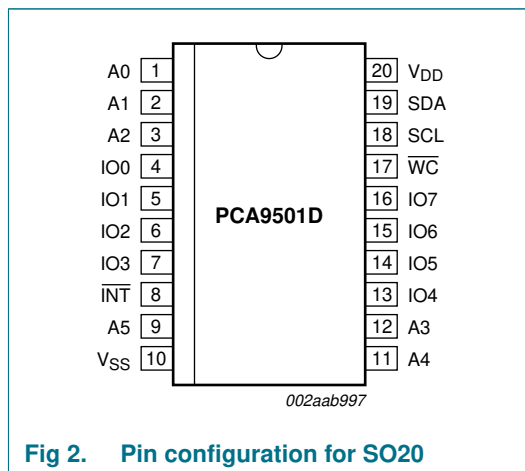 A0 1 20 VDD
A1 2 19 SDA
A2 3 18 SCL
IO0 4 17 W̅C̅
IO1 5 16 IO7
PCA9501D
IO2 6 15 IO6
IO3 7 14 IO5
I̅N̅T̅ 8 13 IO4
A5 9 12 A3
VSS 10 11 A4
002aab997
Fig 2. Pin configuration for SO20